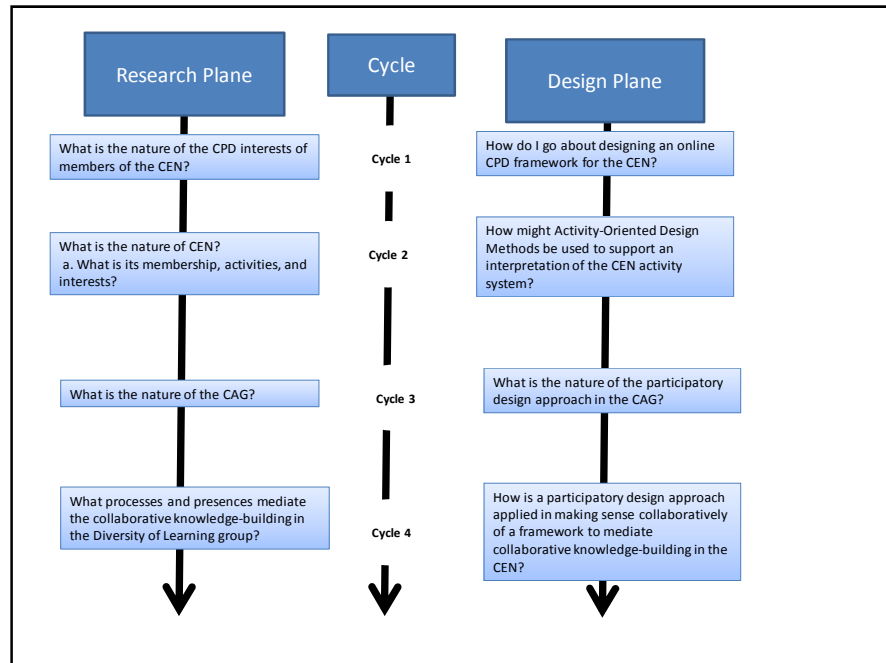 Research Plane
Cycle
Design Plane
What is the nature of the CPD interests of
members of the CEN?
Cycle 1
How do I go about designing an online
CPD framework for the CEN?
What is the nature of CEN?
a. What is its membership, activities, and
interests?
Cycle 2
How might Activity-Oriented Design
Methods be used to support an
interpretation of the CEN activity
system?
What is the nature of the CAG?
Cycle 3
What is the nature of the participatory
design approach in the CAG?
What processes and presences mediate
the collaborative knowledge-building in
the Diversity of Learning group?
Cycle 4
How is a participatory design approach
applied in making sense collaboratively
of a framework to mediate
collaborative knowledge-building in the
CEN?